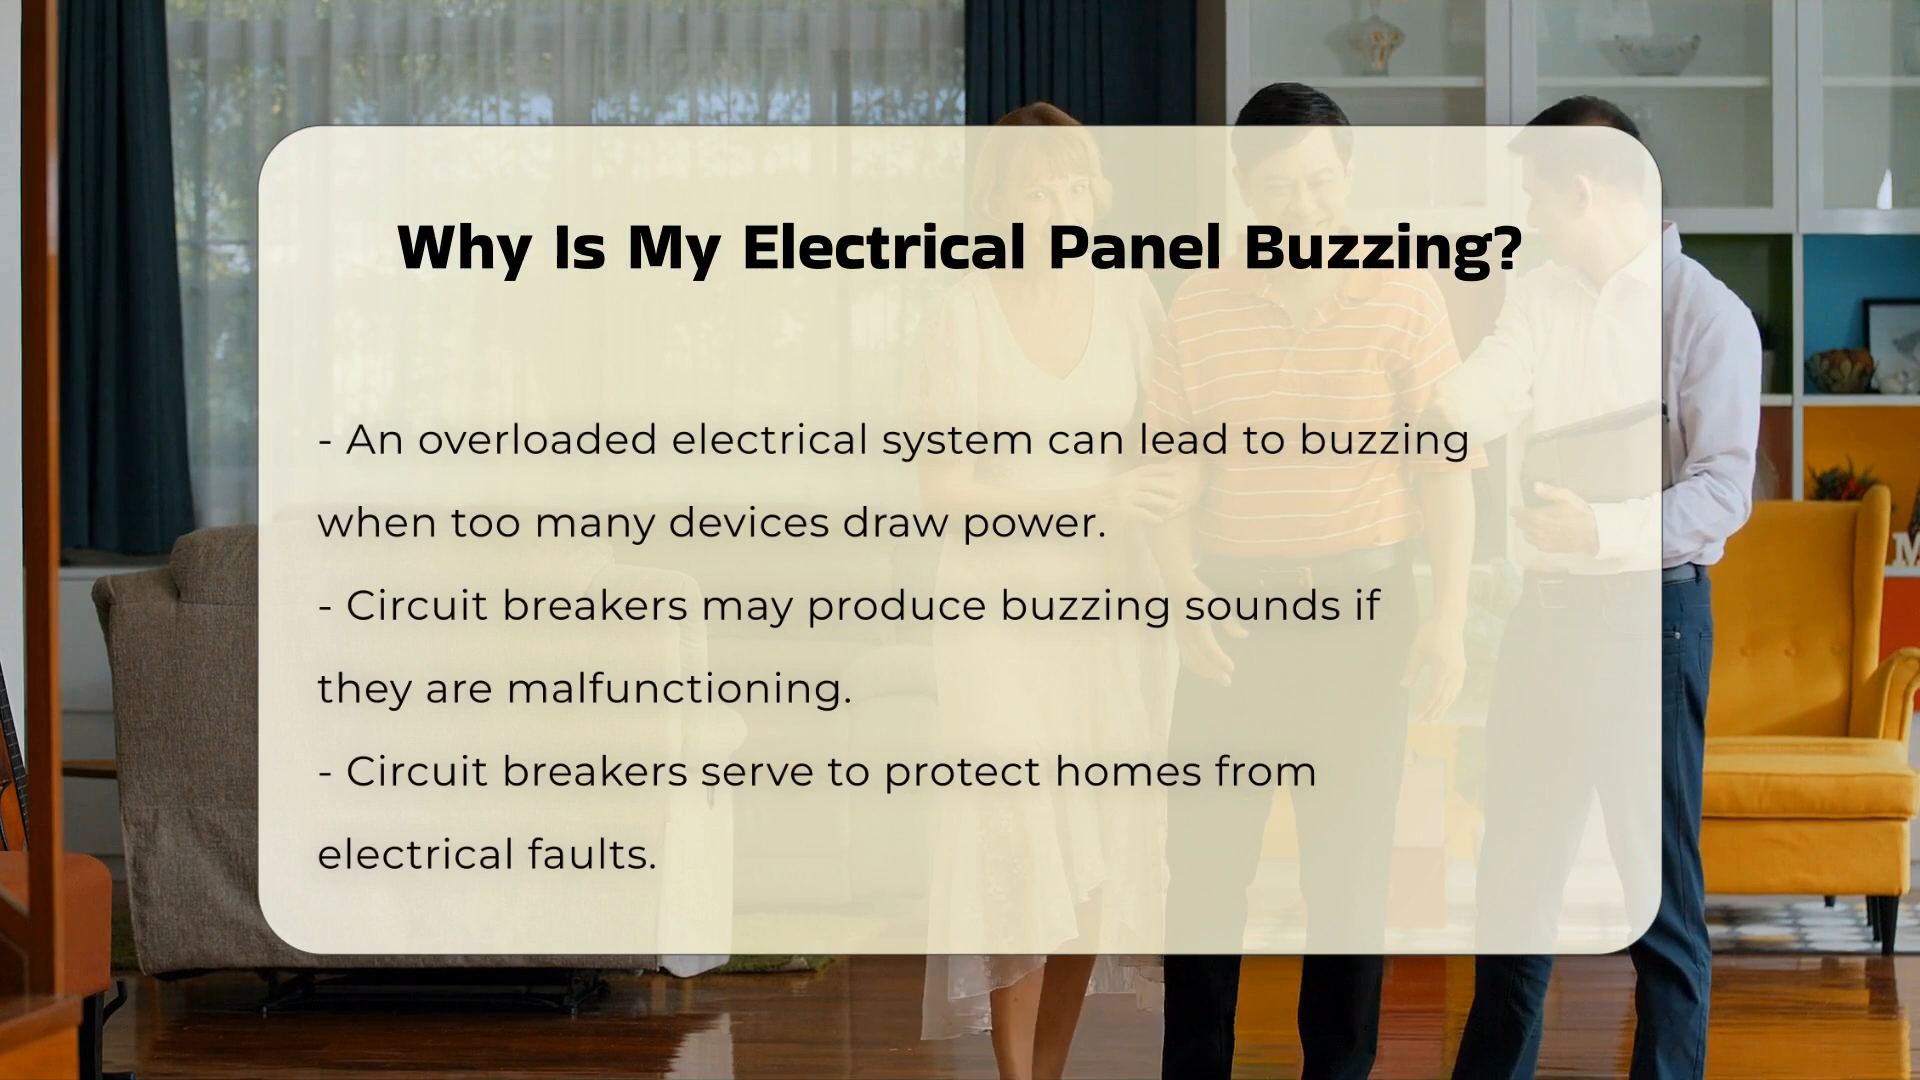 Why Is My Electrical Panel Buzzing?
- An overloaded electrical system can lead to buzzing
when too many devices draw power.
- Circuit breakers may produce buzzing sounds if
they are malfunctioning.
- Circuit breakers serve to protect homes from
electrical faults.
M